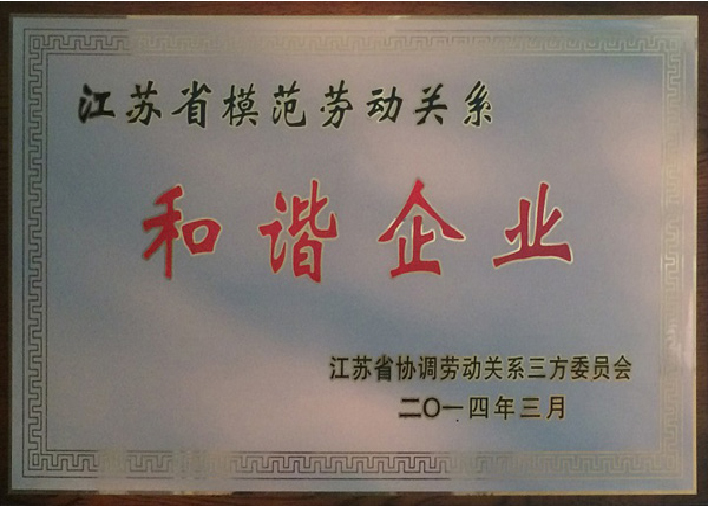 江苏省模范劳动关系
和谐企业
江苏省协调劳动关系三方委员会
二〇一四年三月